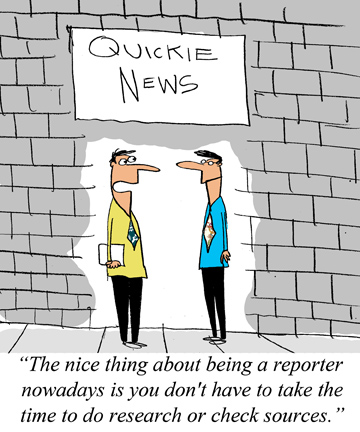 QUICKIE
NEWS
“The nice thing about being a reporter
nowadays is you don't have to take the
time to do research or check sources.”